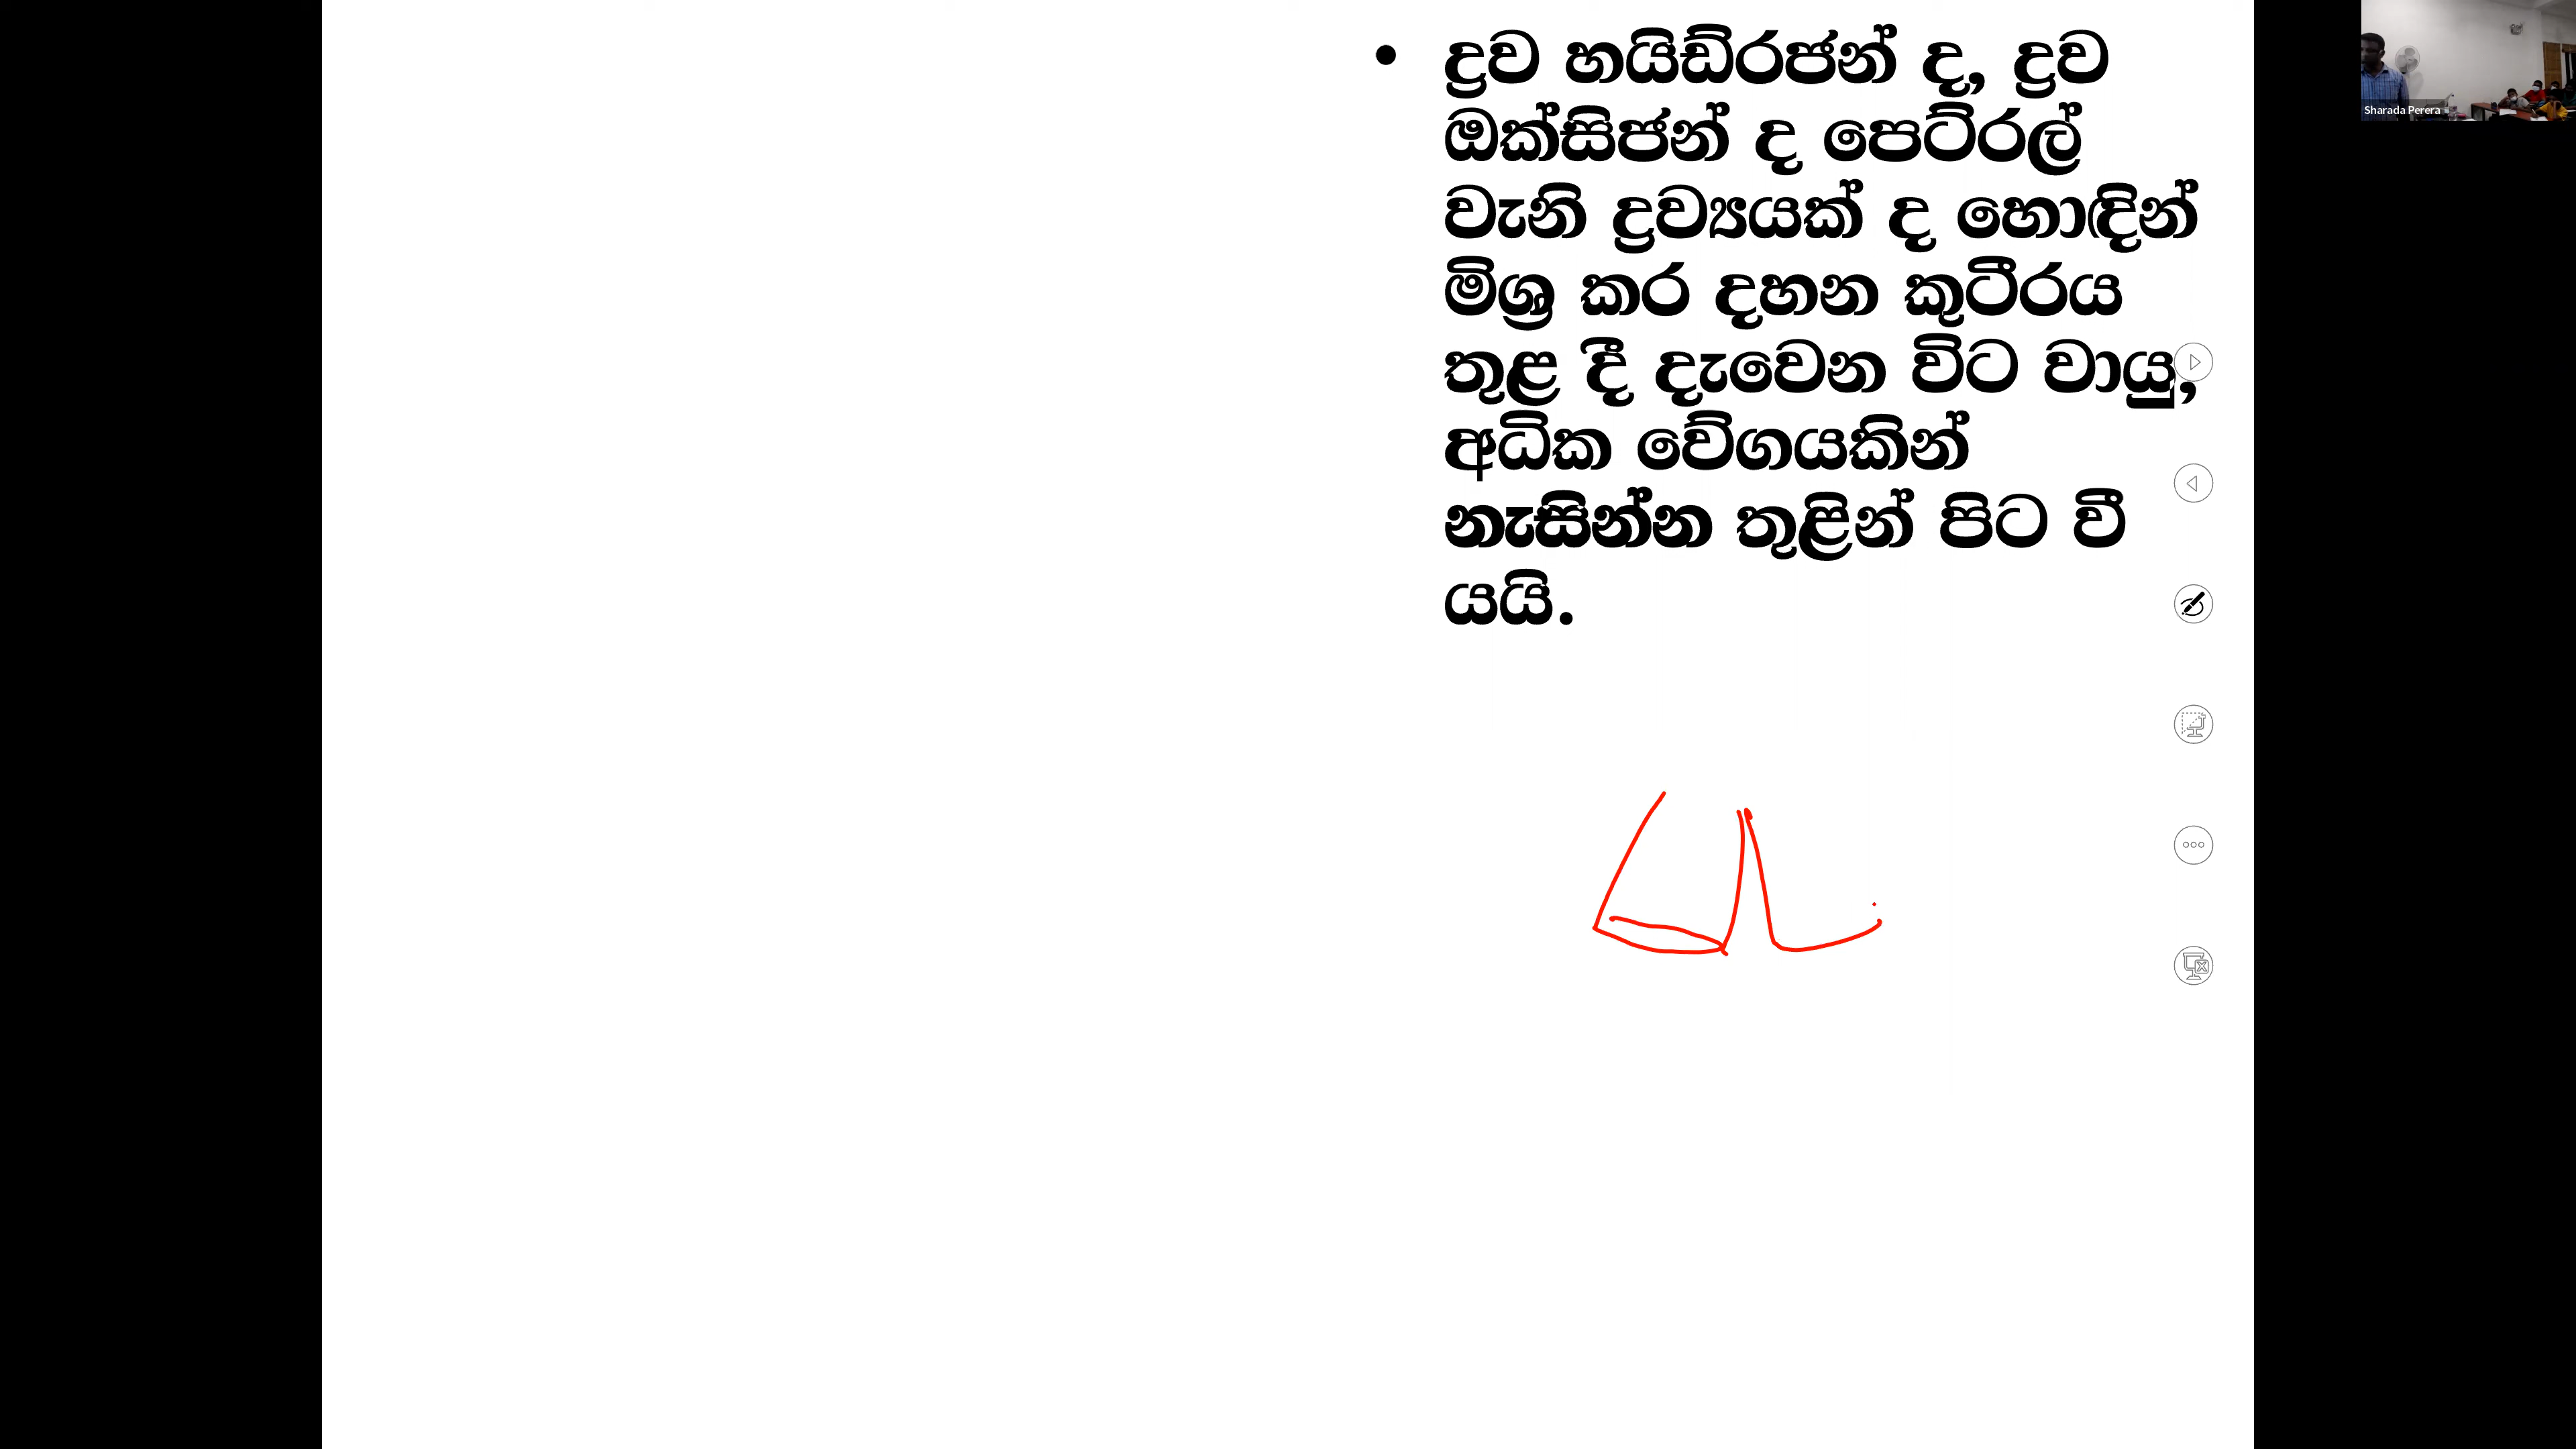 • ද්‍රව හයිඩ්රජන් ද, ද්‍රව
ඔක්සිජන් ද පෙට්රල්
වැනි ද්‍රව්‍යයක් ද හොඳින්
මිශ්‍ර කර දහන කුටීරය
තුළ දී දැවෙන විට වායු,
අධික වේගයකින්
නැසින්න තුළින් පිට වී
යයි.
Sharada Perera